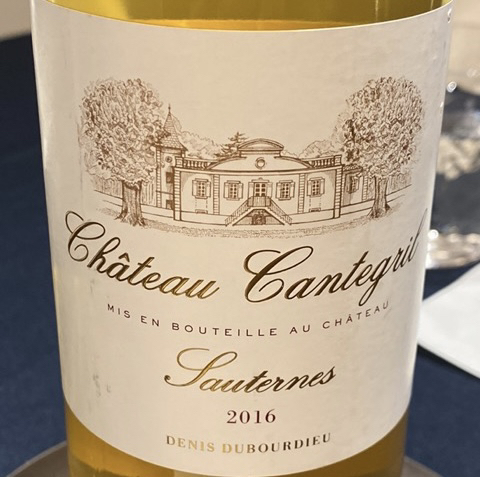 Château Cantegril
MIS EN BOUTEILLE AU CHÂTEAU
Sauternes
2016
DENIS DUBOURDIEU